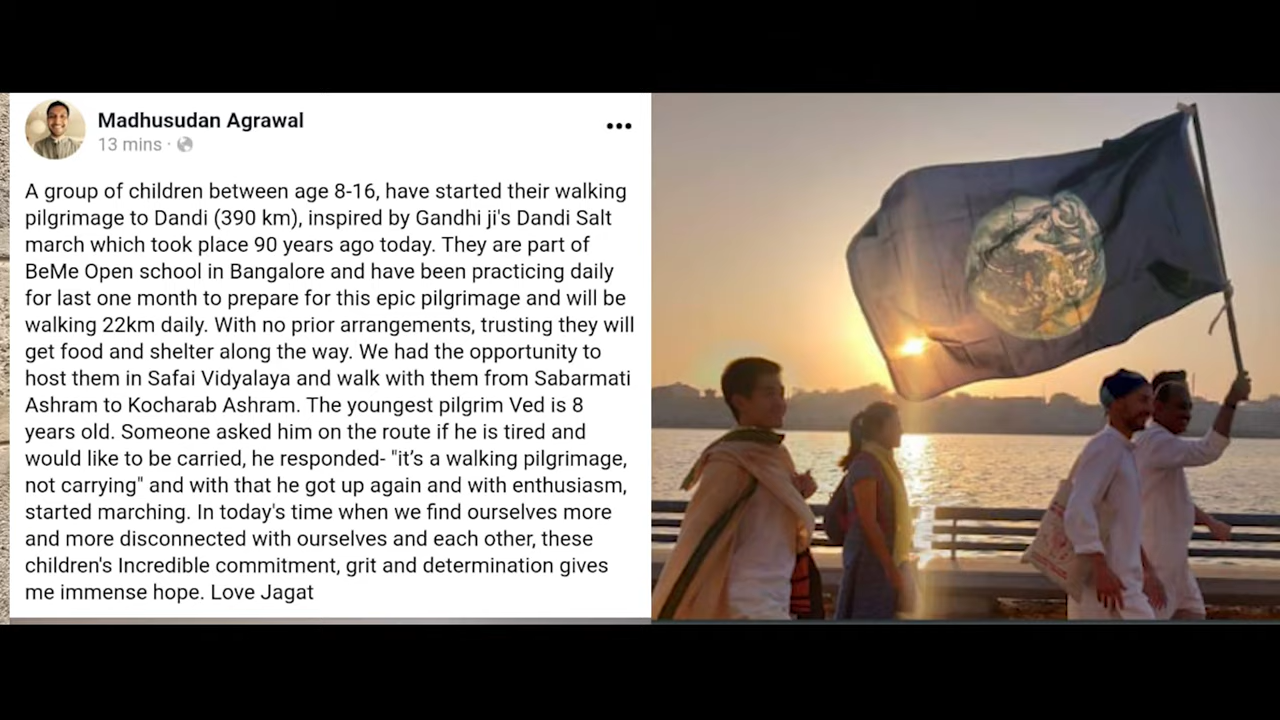 Madhusudan Agrawal
13 mins ·
A group of children between age 8-16, have started their walking
pilgrimage to Dandi (390 km), inspired by Gandhi ji's Dandi Salt
march which took place 90 years ago today. They are part of
BeMe Open school in Bangalore and have been practicing daily
for last one month to prepare for this epic pilgrimage and will be
walking 22km daily. With no prior arrangements, trusting they will
get food and shelter along the way. We had the opportunity to
host them in Safai Vidyalaya and walk with them from Sabarmati
Ashram to Kocharab Ashram. The youngest pilgrim Ved is 8
years old. Someone asked him on the route if he is tired and
would like to be carried, he responded- "it’s a walking pilgrimage,
not carrying" and with that he got up again and with enthusiasm,
started marching. In today's time when we find ourselves more
and more disconnected with ourselves and each other, these
children's Incredible commitment, grit and determination gives
me immense hope. Love Jagat